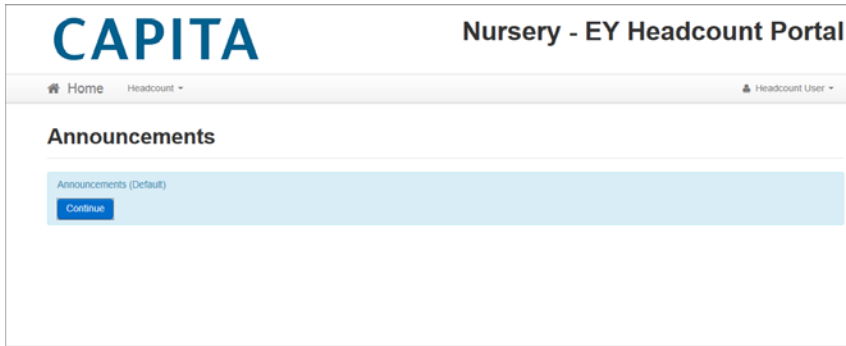 CAPITA
Nursery - EY Headcount Portal
Home Headcount Headcount User
Announcements
Announcements (Default)
Continue